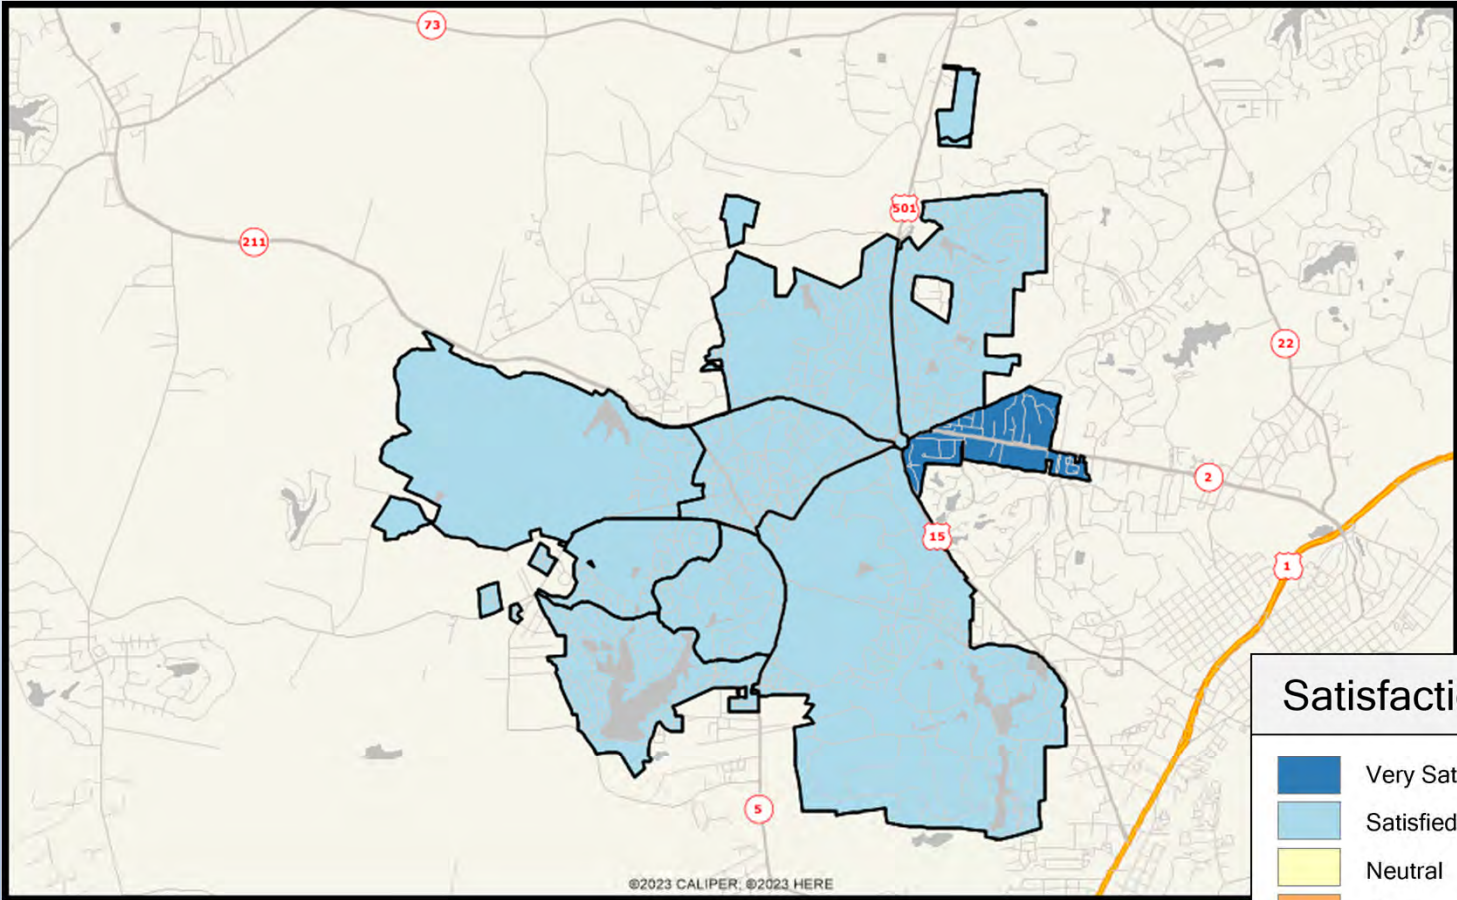 73
501
211
22
2
15
1
Satisfacti
Very Sat
Satisfied
Neutral
5
©2023 CALIPER; ©2023 HERE